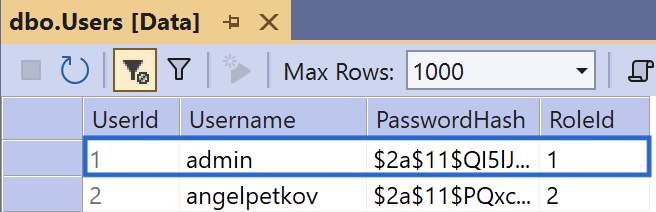 dbo.Users [Data]
Max Rows: 1000
UserId Username PasswordHash RoleId
1 admin $2a$11$QI5lJ... 1
2 angelpetkov $2a$11$PQxc... 2